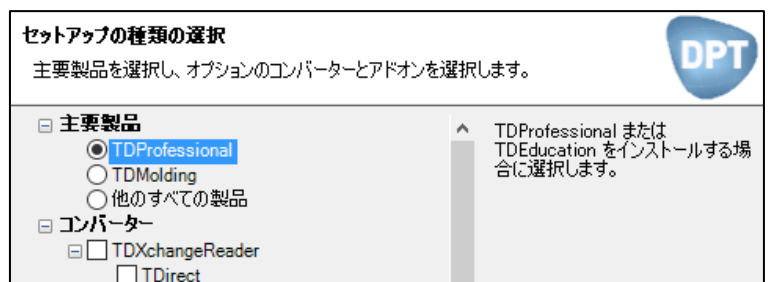 セットアップの種類の選択
主要製品を選択し、オプションのコンバーターとアドオンを選択します。
DPT
主要製品
TDProfessional
TDMolding
他のすべての製品
コンバーター
TDXchangeReader
TDirect
TDProfessional または
TDEducation をインストールする場
合に選択します。